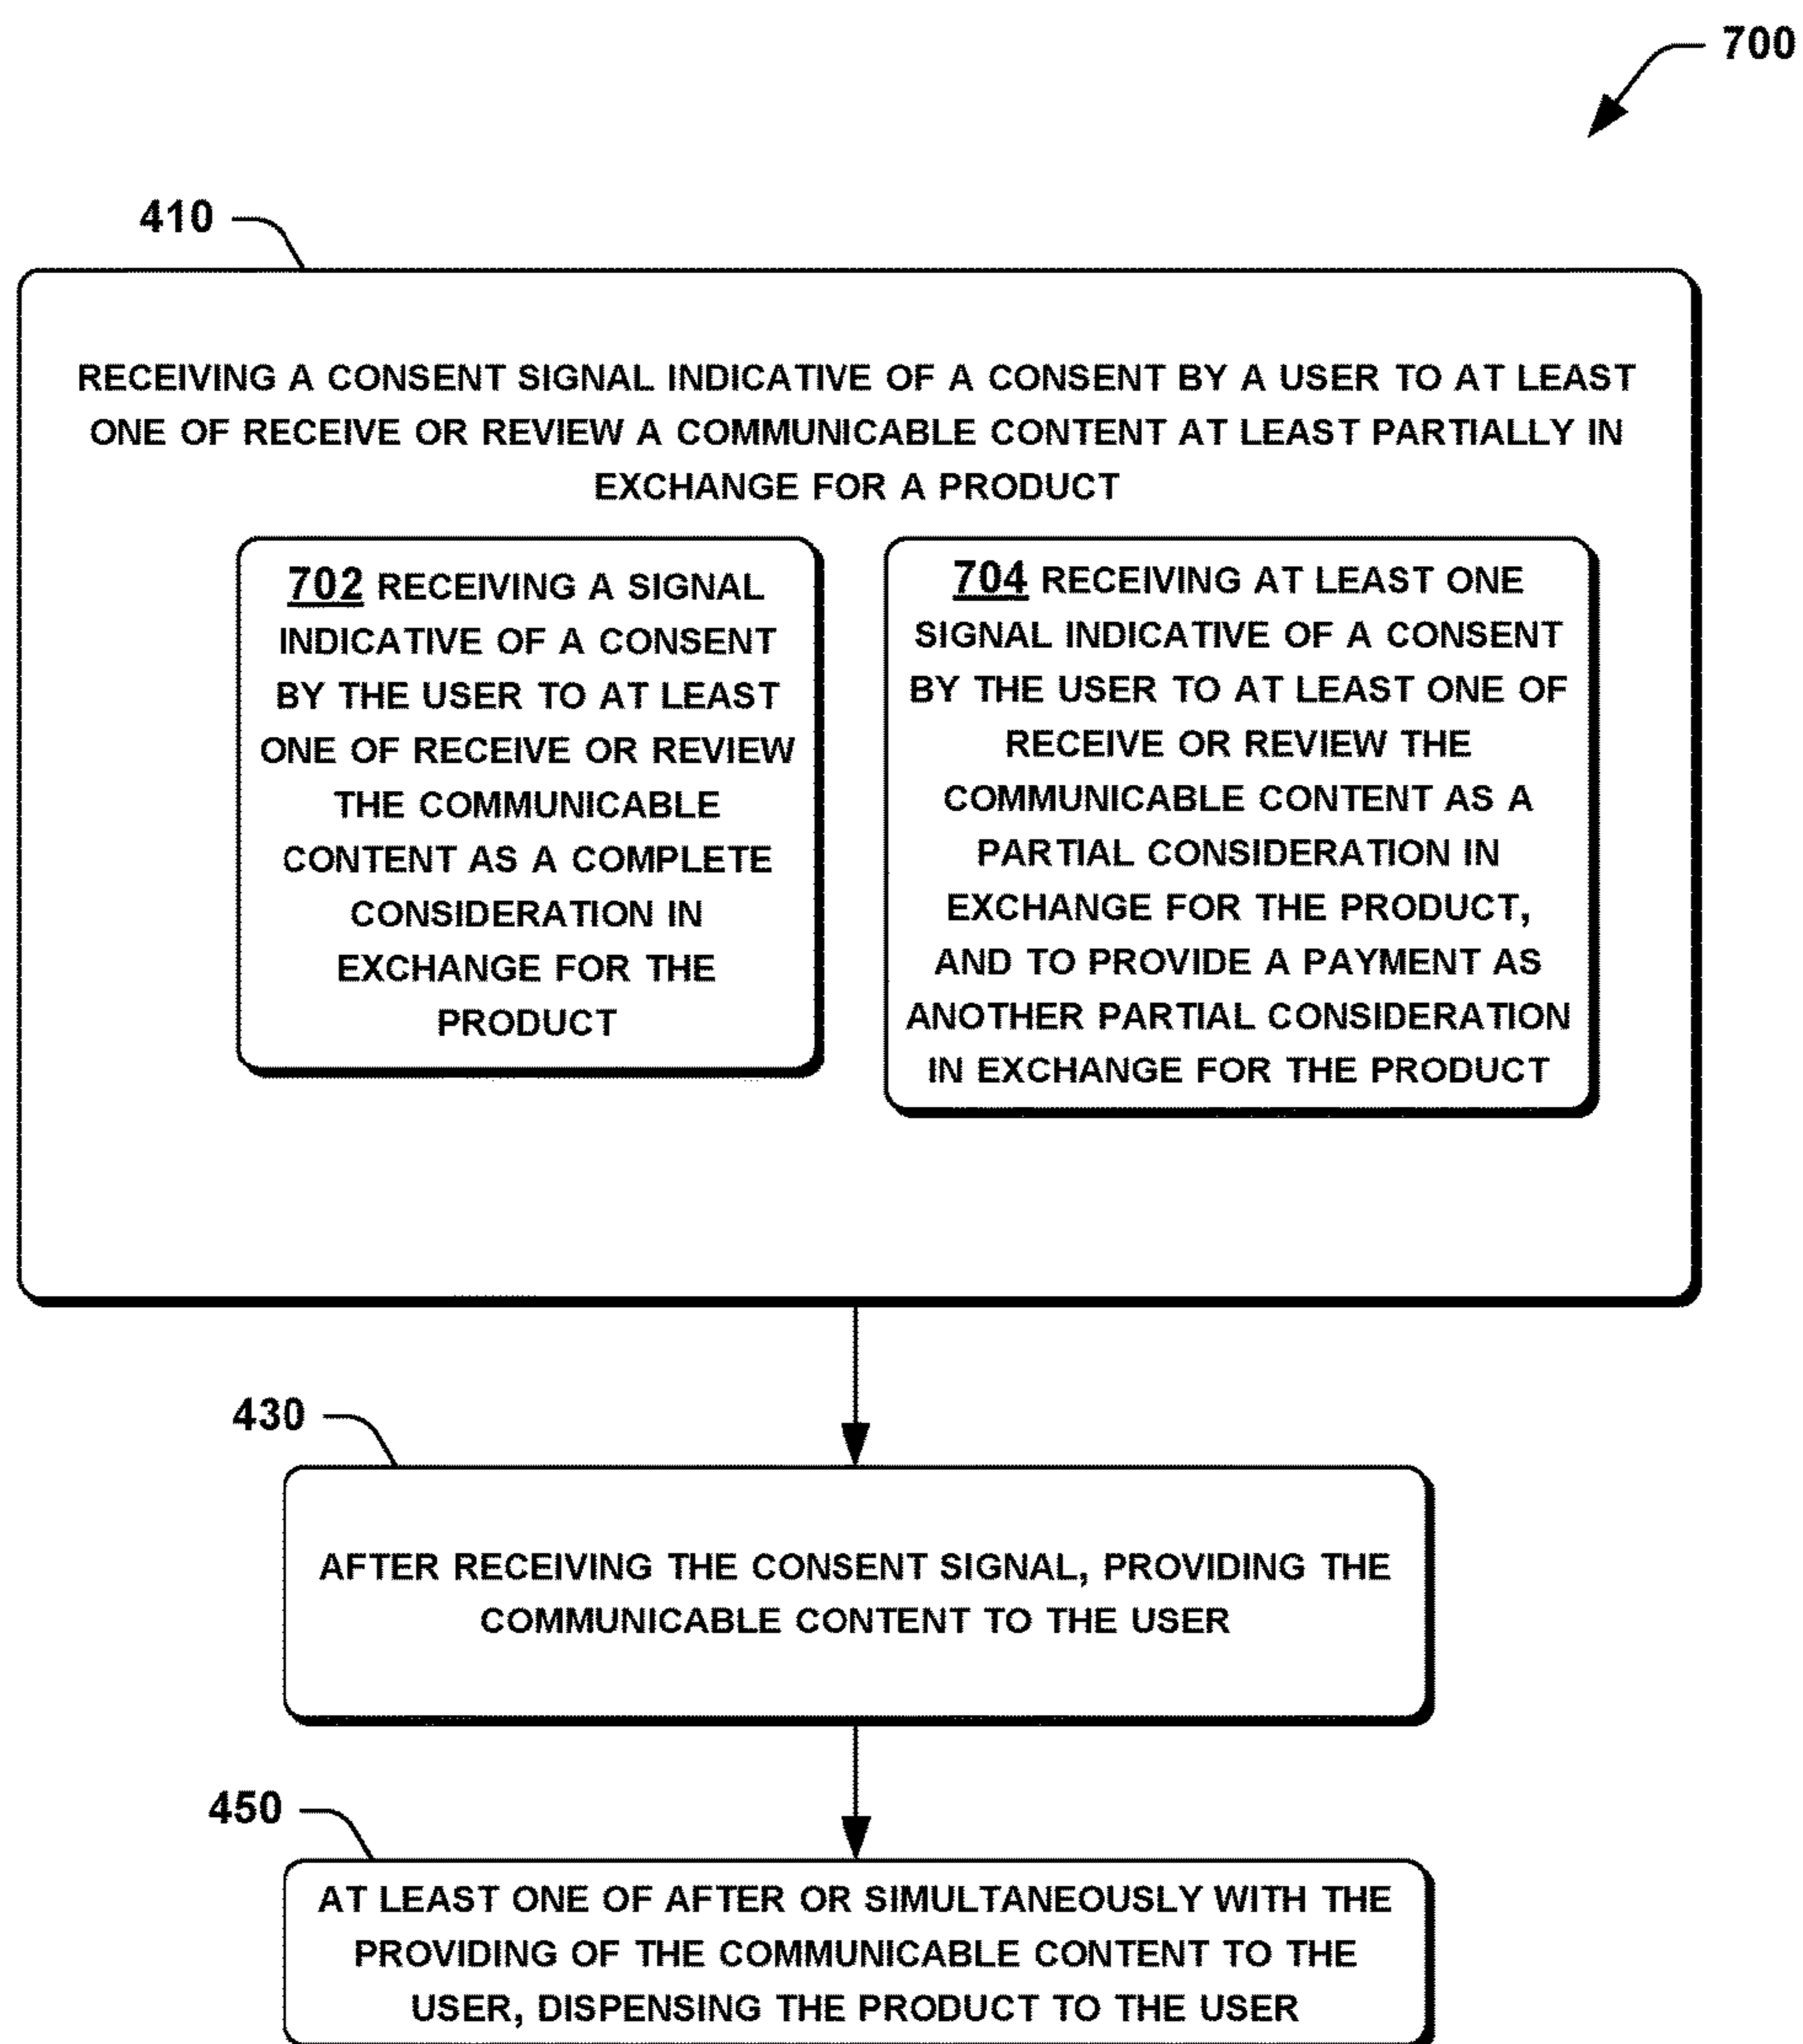 700
410
RECEIVING A CONSENT SIGNAL INDICATIVE OF A CONSENT BY A USER TO AT LEAST
ONE OF RECEIVE OR REVIEW A COMMUNICABLE CONTENT AT LEAST PARTIALLY IN
EXCHANGE FOR A PRODUCT
702 RECEIVING A SIGNAL
INDICATIVE OF A CONSENT
BY THE USER TO AT LEAST
ONE OF RECEIVE OR REVIEW
THE COMMUNICABLE
CONTENT AS A COMPLETE
CONSIDERATION IN
EXCHANGE FOR THE
PRODUCT
704 RECEIVING AT LEAST ONE
SIGNAL INDICATIVE OF A CONSENT
BY THE USER TO AT LEAST ONE OF
RECEIVE OR REVIEW THE
COMMUNICABLE CONTENT AS A
PARTIAL CONSIDERATION IN
EXCHANGE FOR THE PRODUCT,
AND TO PROVIDE A PAYMENT AS
ANOTHER PARTIAL CONSIDERATION
IN EXCHANGE FOR THE PRODUCT
430
AFTER RECEIVING THE CONSENT SIGNAL, PROVIDING THE
COMMUNICABLE CONTENT TO THE USER
450
AT LEAST ONE OF AFTER OR SIMULTANEOUSLY WITH THE
PROVIDING OF THE COMMUNICABLE CONTENT TO THE
USER, DISPENSING THE PRODUCT TO THE USER